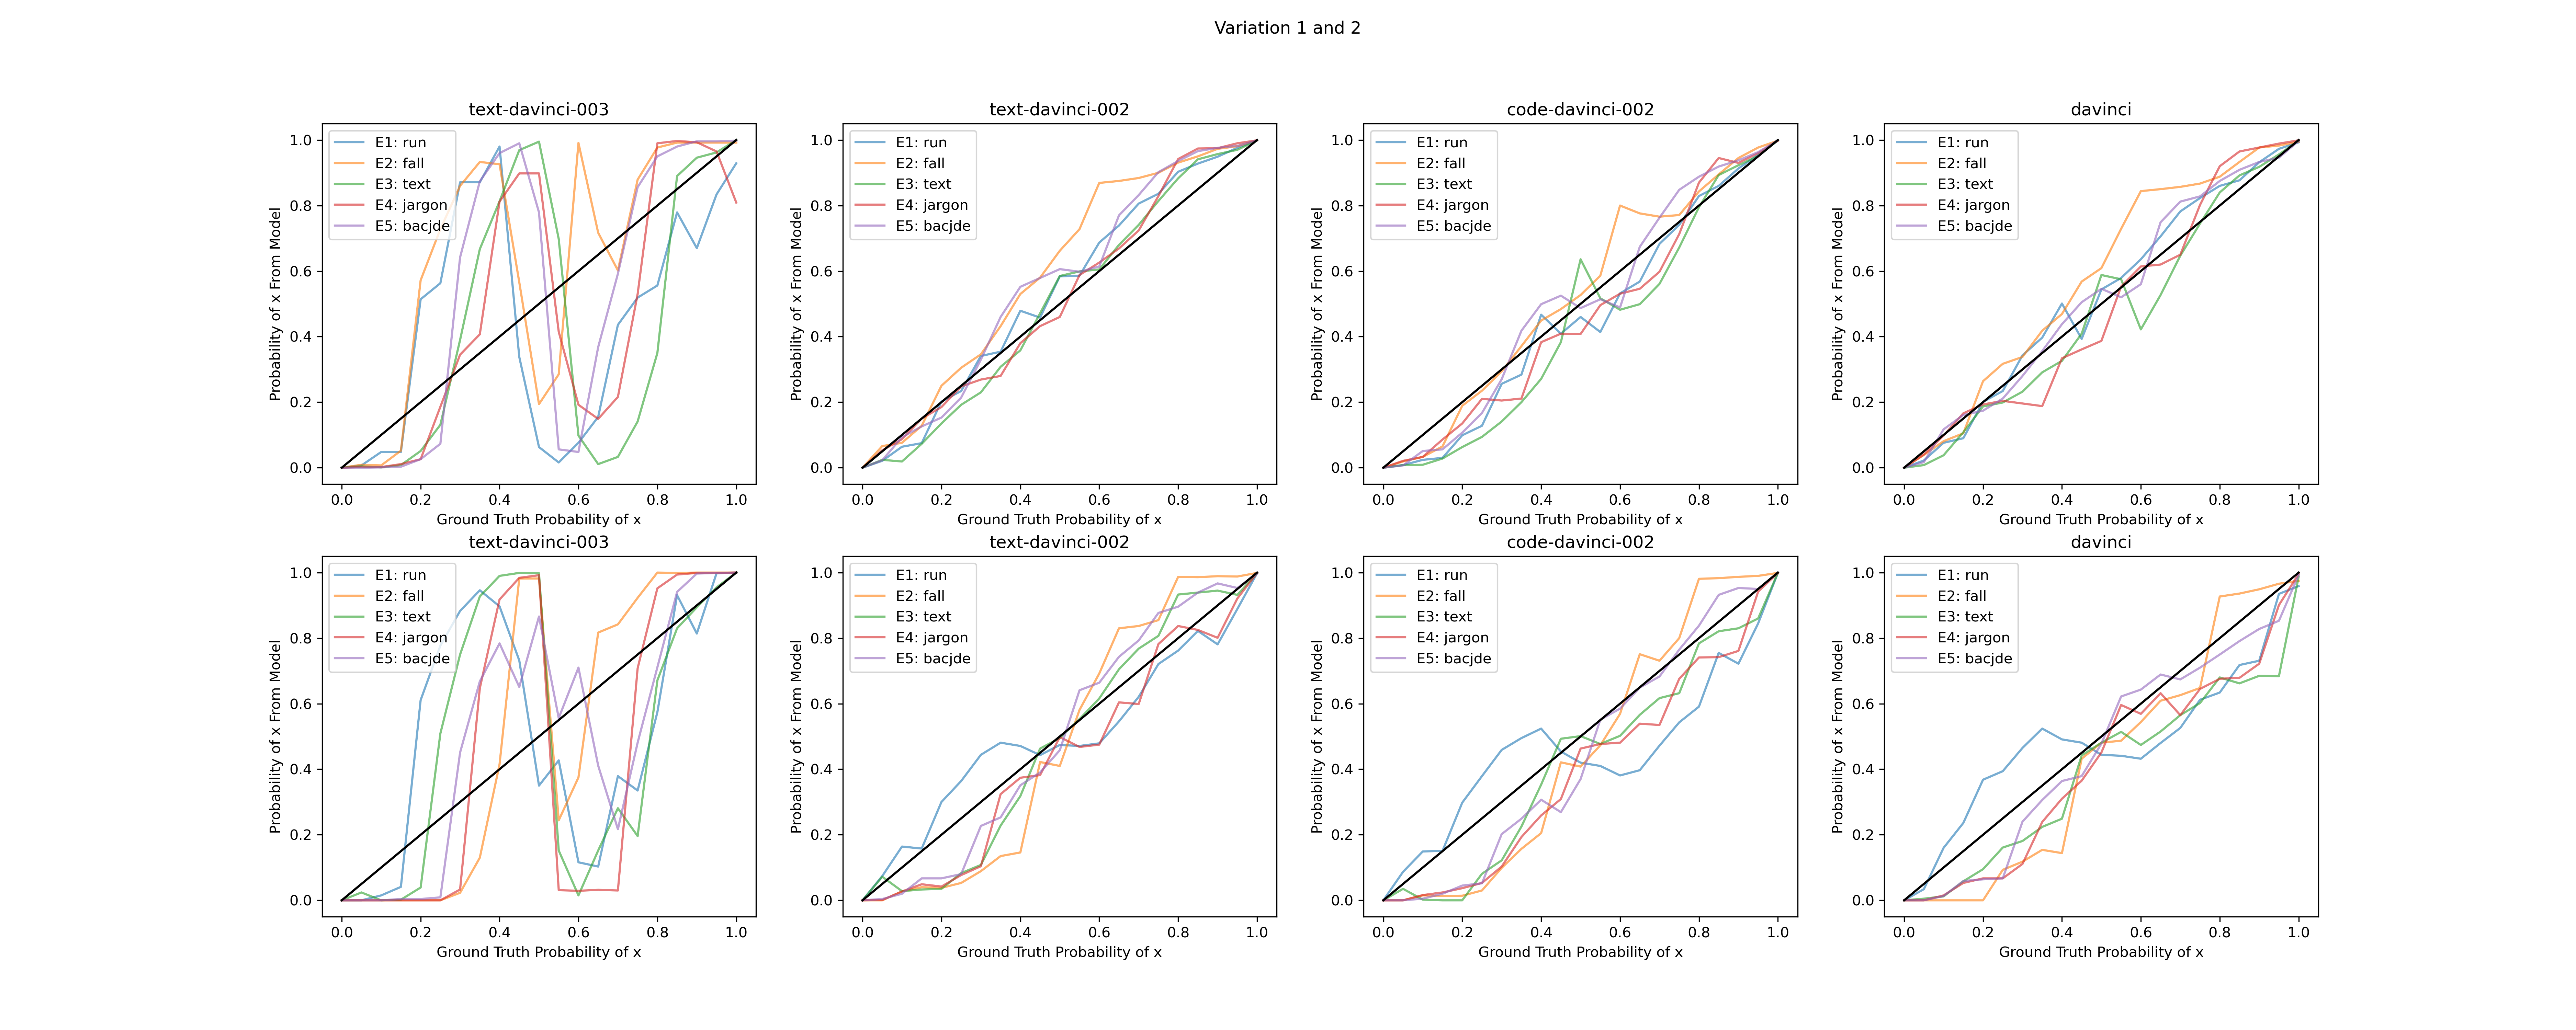 Variation 1 and 2
text-davinci-003
Probability of x From Model
1.0
0.8
0.6
0.4
0.2
0.0
E1: run
E2: fall
E3: text
E4: jargon
E5: bacjde
0.0 0.2 0.4 0.6 0.8 1.0
Ground Truth Probability of x
text-davinci-002
Probability of x From Model
1.0
0.8
0.6
0.4
0.2
0.0
E1: run
E2: fall
E3: text
E4: jargon
E5: bacjde
0.0 0.2 0.4 0.6 0.8 1.0
Ground Truth Probability of x
code-davinci-002
Probability of x From Model
1.0
0.8
0.6
0.4
0.2
0.0
E1: run
E2: fall
E3: text
E4: jargon
E5: bacjde
0.0 0.2 0.4 0.6 0.8 1.0
Ground Truth Probability of x
davinci
Probability of x From Model
1.0
0.8
0.6
0.4
0.2
0.0
E1: run
E2: fall
E3: text
E4: jargon
E5: bacjde
0.0 0.2 0.4 0.6 0.8 1.0
Ground Truth Probability of x
text-davinci-003
Probability of x From Model
1.0
0.8
0.6
0.4
0.2
0.0
E1: run
E2: fall
E3: text
E4: jargon
E5: bacjde
0.0 0.2 0.4 0.6 0.8 1.0
Ground Truth Probability of x
text-davinci-002
Probability of x From Model
1.0
0.8
0.6
0.4
0.2
0.0
E1: run
E2: fall
E3: text
E4: jargon
E5: bacjde
0.0 0.2 0.4 0.6 0.8 1.0
Ground Truth Probability of x
code-davinci-002
Probability of x From Model
1.0
0.8
0.6
0.4
0.2
0.0
E1: run
E2: fall
E3: text
E4: jargon
E5: bacjde
0.0 0.2 0.4 0.6 0.8 1.0
Ground Truth Probability of x
davinci
Probability of x From Model
1.0
0.8
0.6
0.4
0.2
0.0
E1: run
E2: fall
E3: text
E4: jargon
E5: bacjde
0.0 0.2 0.4 0.6 0.8 1.0
Ground Truth Probability of x